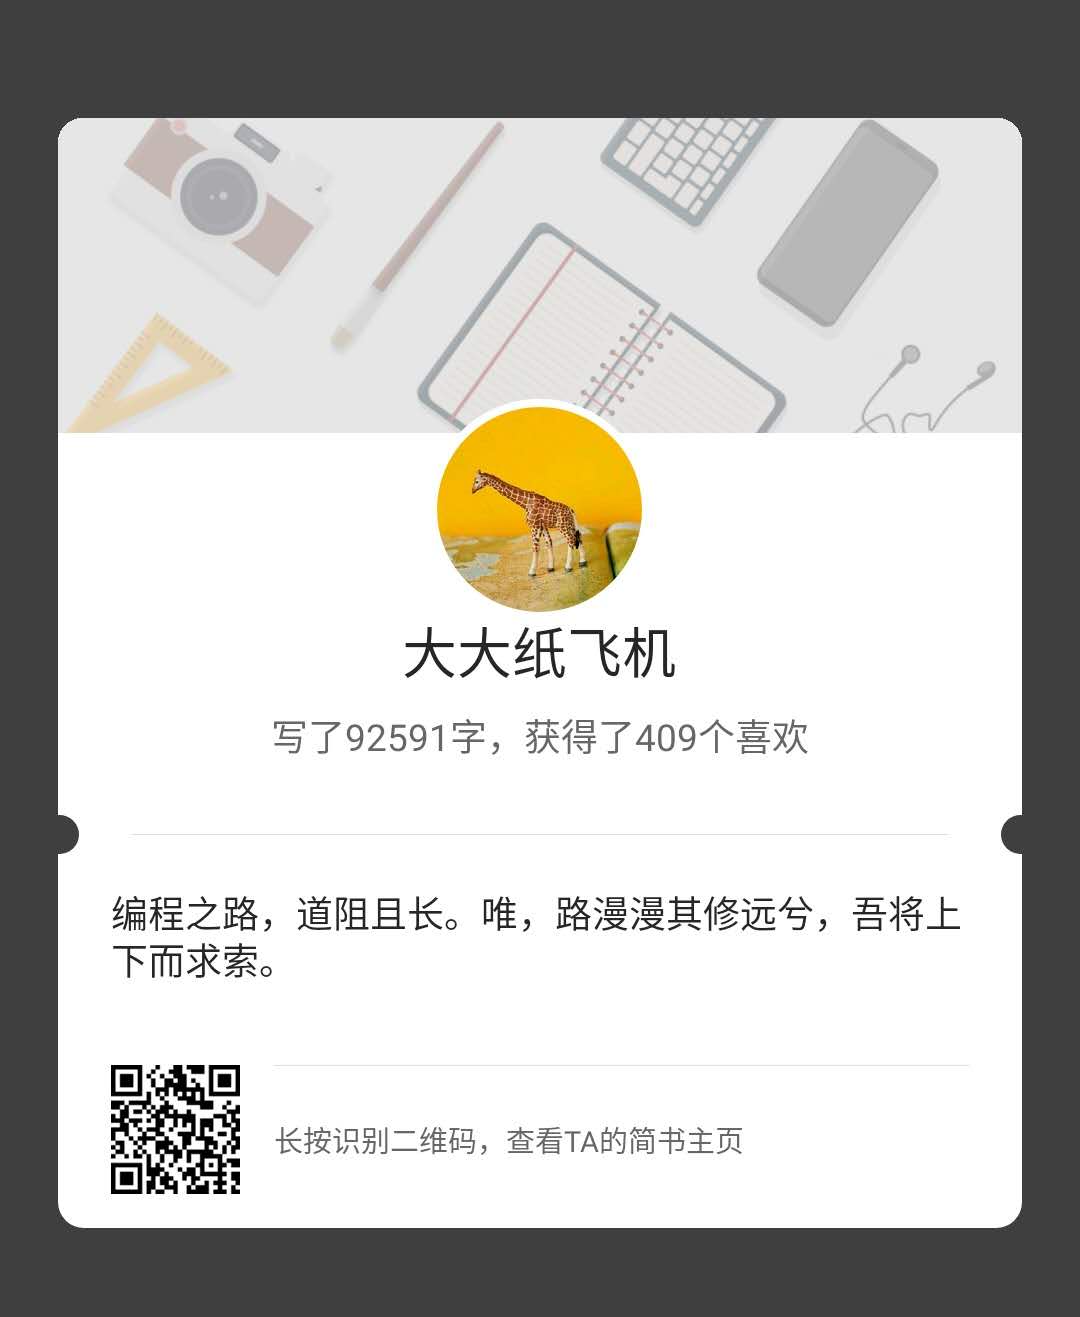 大大纸飞机
写了92591字，获得了409个喜欢
编程之路，道阻且长。唯，路漫漫其修远兮，吾将上
下而求索。
长按识别二维码，查看TA的简书主页